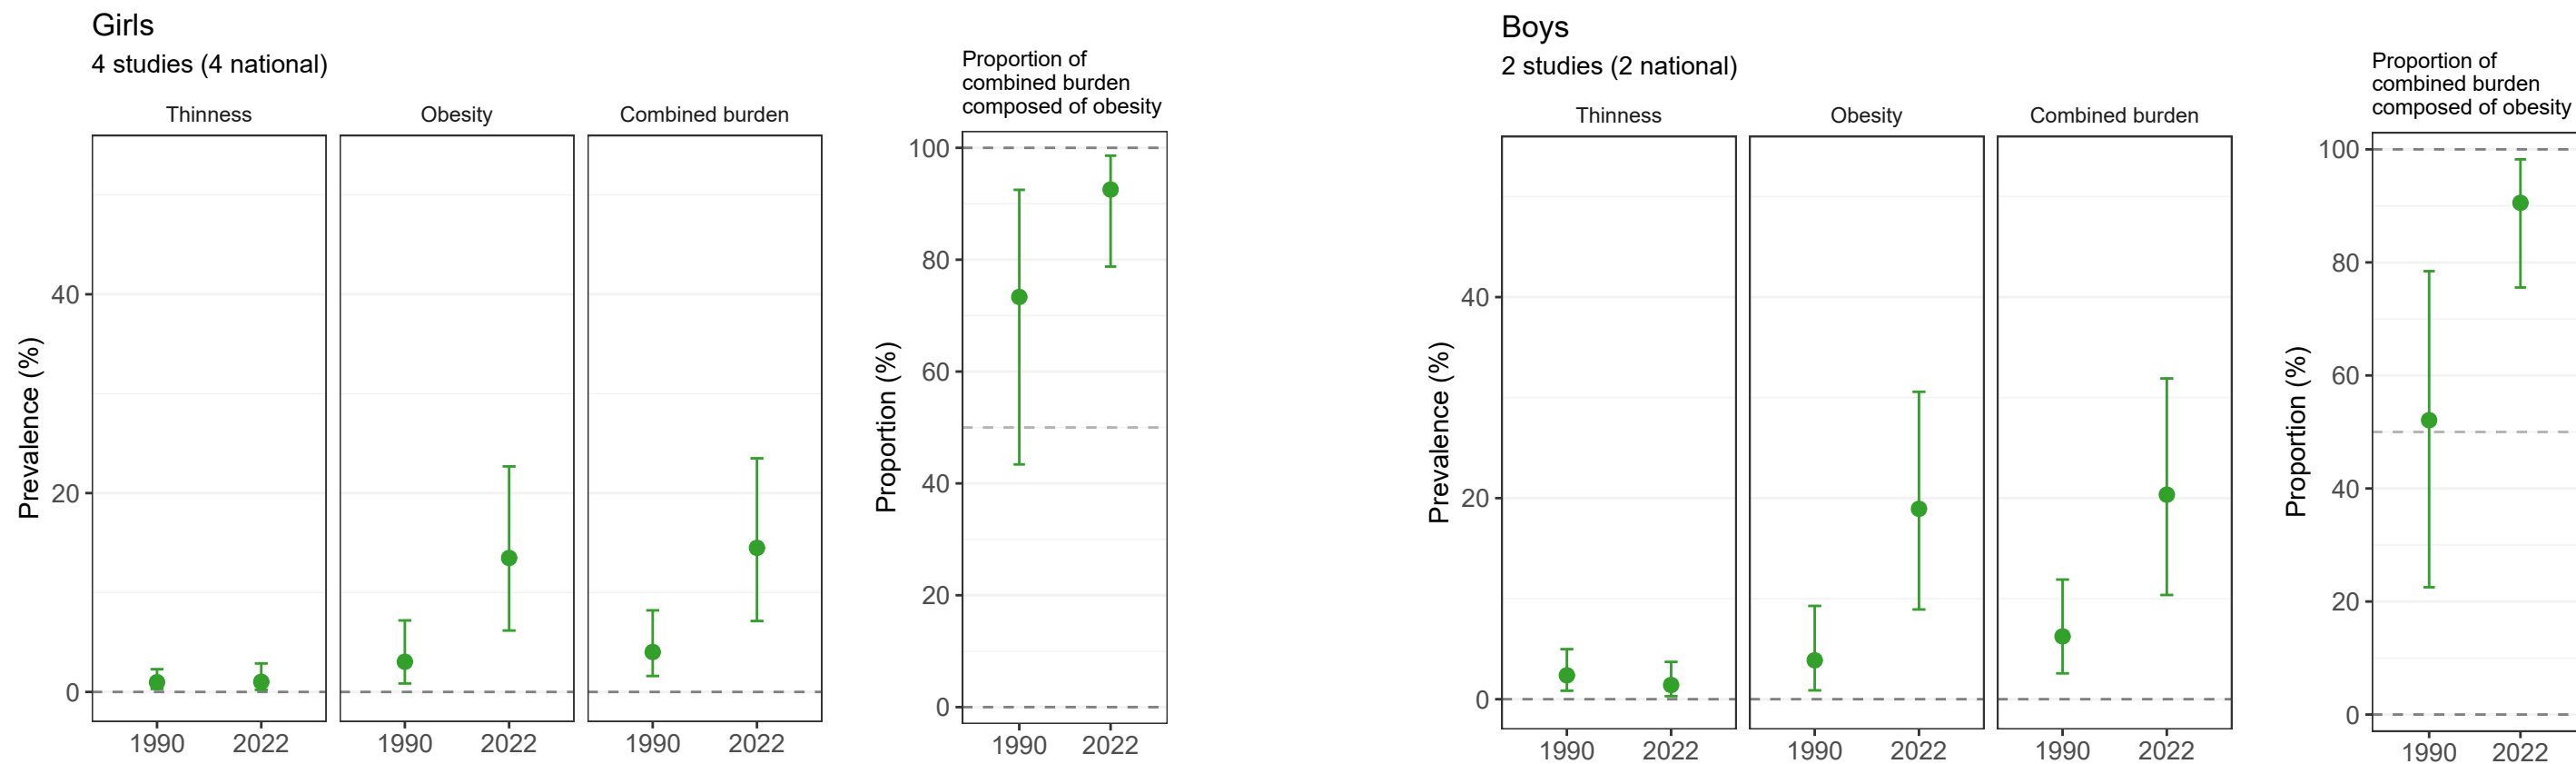 Girls
4 studies (4 national)
Thinness
Obesity
Combined burden
Prevalence (%)
40
20
0
1990
2022
1990
2022
1990
2022
Proportion of
combined burden
composed of obesity
Proportion (%)
100
80
60
40
20
0
1990
2022
Boys
2 studies (2 national)
Thinness
Obesity
Combined burden
Prevalence (%)
40
20
0
1990
2022
1990
2022
1990
2022
Proportion of
combined burden
composed of obesity
Proportion (%)
100
80
60
40
20
0
1990
2022